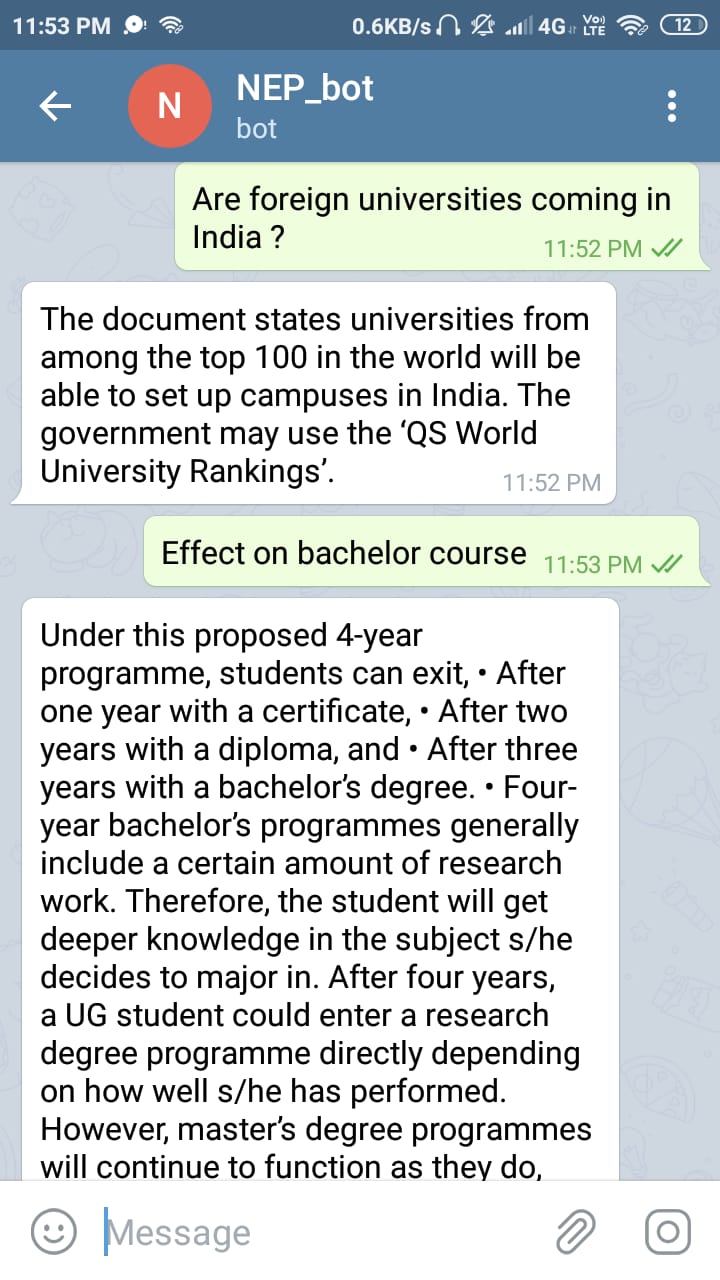 11:53 PM
0.6KB/s 4G VoLTE 12
N
NEP_bot
bot
Are foreign universities coming in
India ?
11:52 PM
The document states universities from
among the top 100 in the world will be
able to set up campuses in India. The
government may use the ‘QS World
University Rankings’.
11:52 PM
Effect on bachelor course
11:53 PM
Under this proposed 4-year
programme, students can exit, • After
one year with a certificate, • After two
years with a diploma, and • After three
years with a bachelor’s degree. • Four-
year bachelor’s programmes generally
include a certain amount of research
work. Therefore, the student will get
deeper knowledge in the subject s/he
decides to major in. After four years,
a UG student could enter a research
degree programme directly depending
on how well s/he has performed.
However, master’s degree programmes
will continue to function as they do,
Message